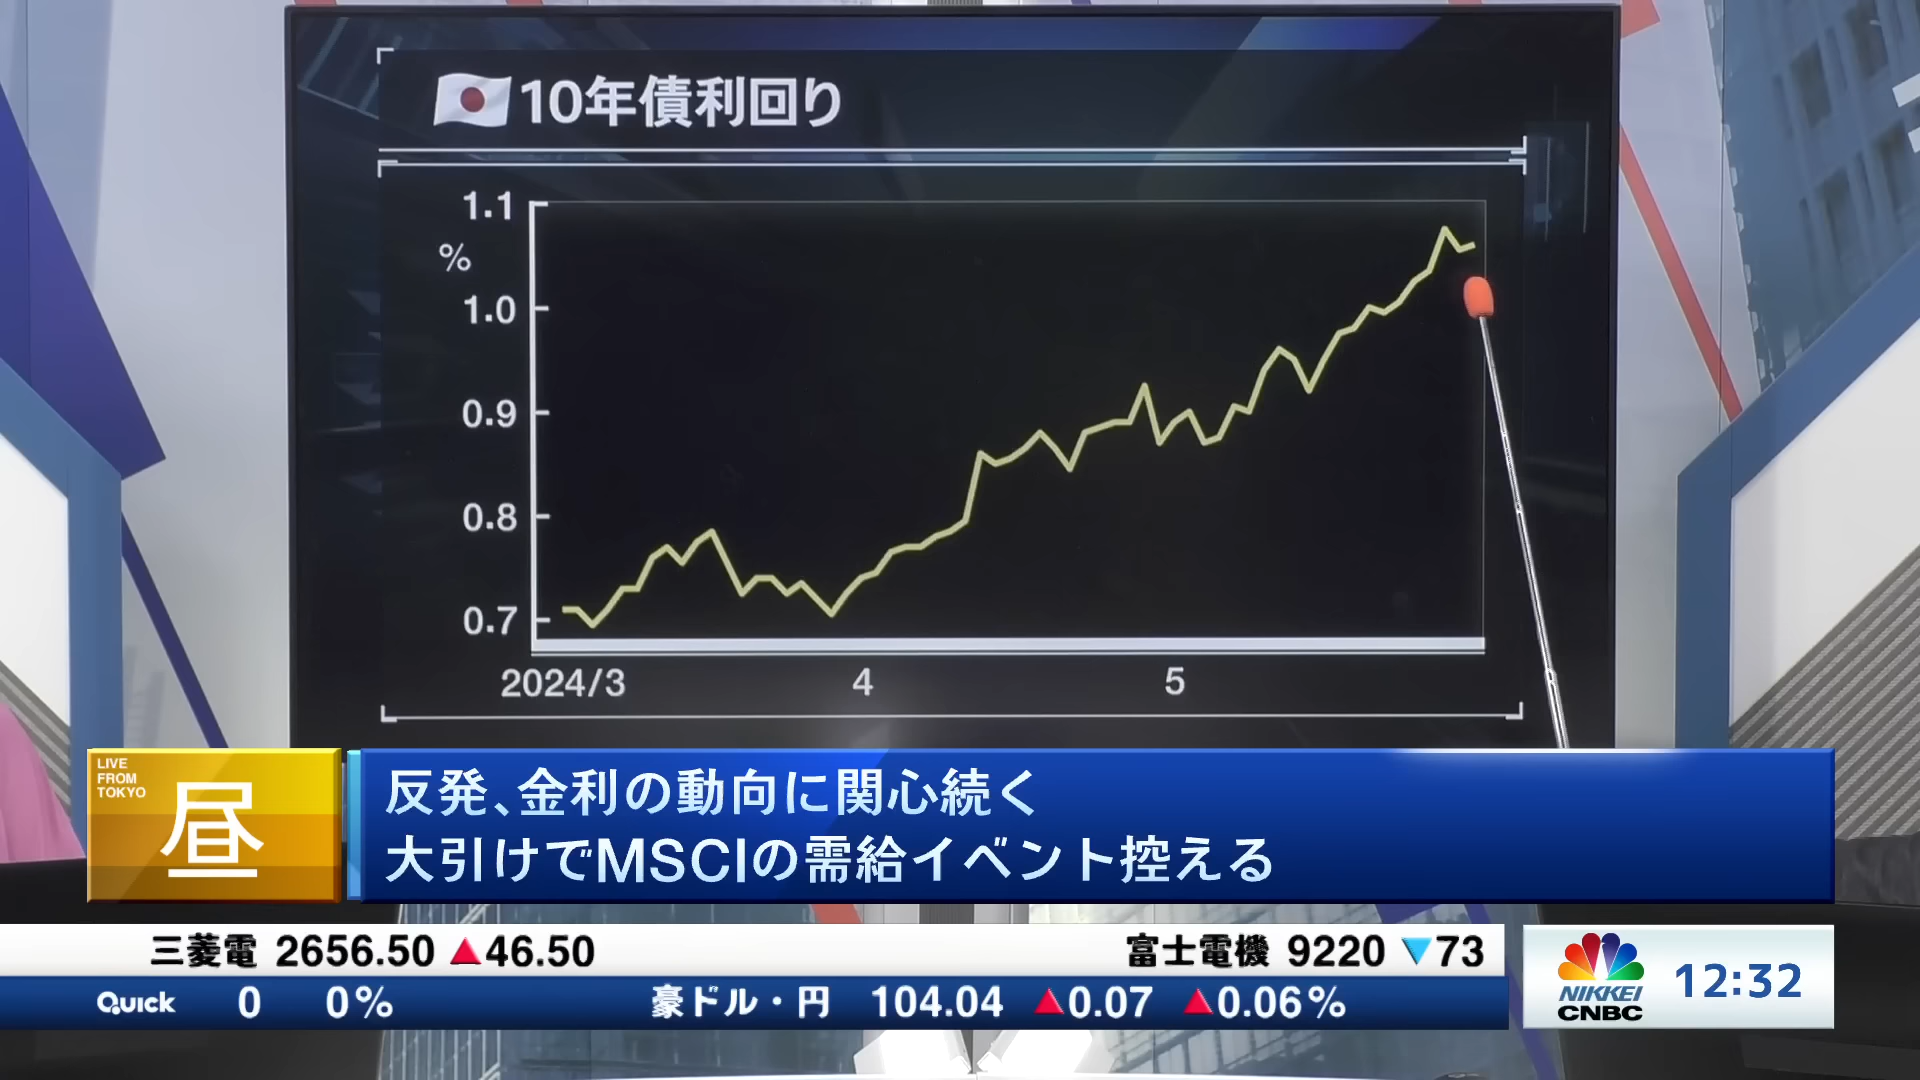 10年債利回り
1.1
%
1.0
0.9
0.8
0.7
2024/3 4 5
LIVE
FROM
TOKYO
昼
反発、金利の動向に関心続く
大引けでMSCIの需給イベント控える
三菱電 2656.50 ▲46.50 富士電機 9220 ▼73
QUICK 0 0% 豪ドル・円 104.04 ▲0.07 ▲0.06%
NIKKEI
CNBC
12:32